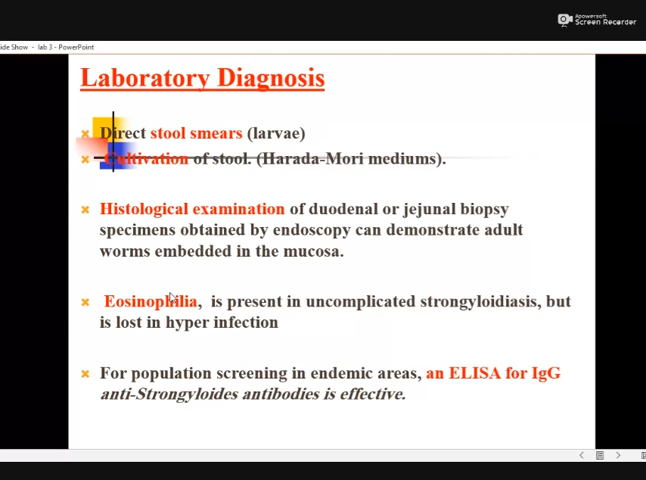 Apowersoft
Screen Recorder
ide Show - lab 3 - PowerPoint
Laboratory Diagnosis
Direct stool smears (larvae)
Cultivation of stool. (Harada-Mori mediums).
Histological examination of duodenal or jejunal biopsy
specimens obtained by endoscopy can demonstrate adult
worms embedded in the mucosa.
Eosinophilia, is present in uncomplicated strongyloidiasis, but
is lost in hyper infection
For population screening in endemic areas, an ELISA for IgG
anti-Strongyloides antibodies is effective.